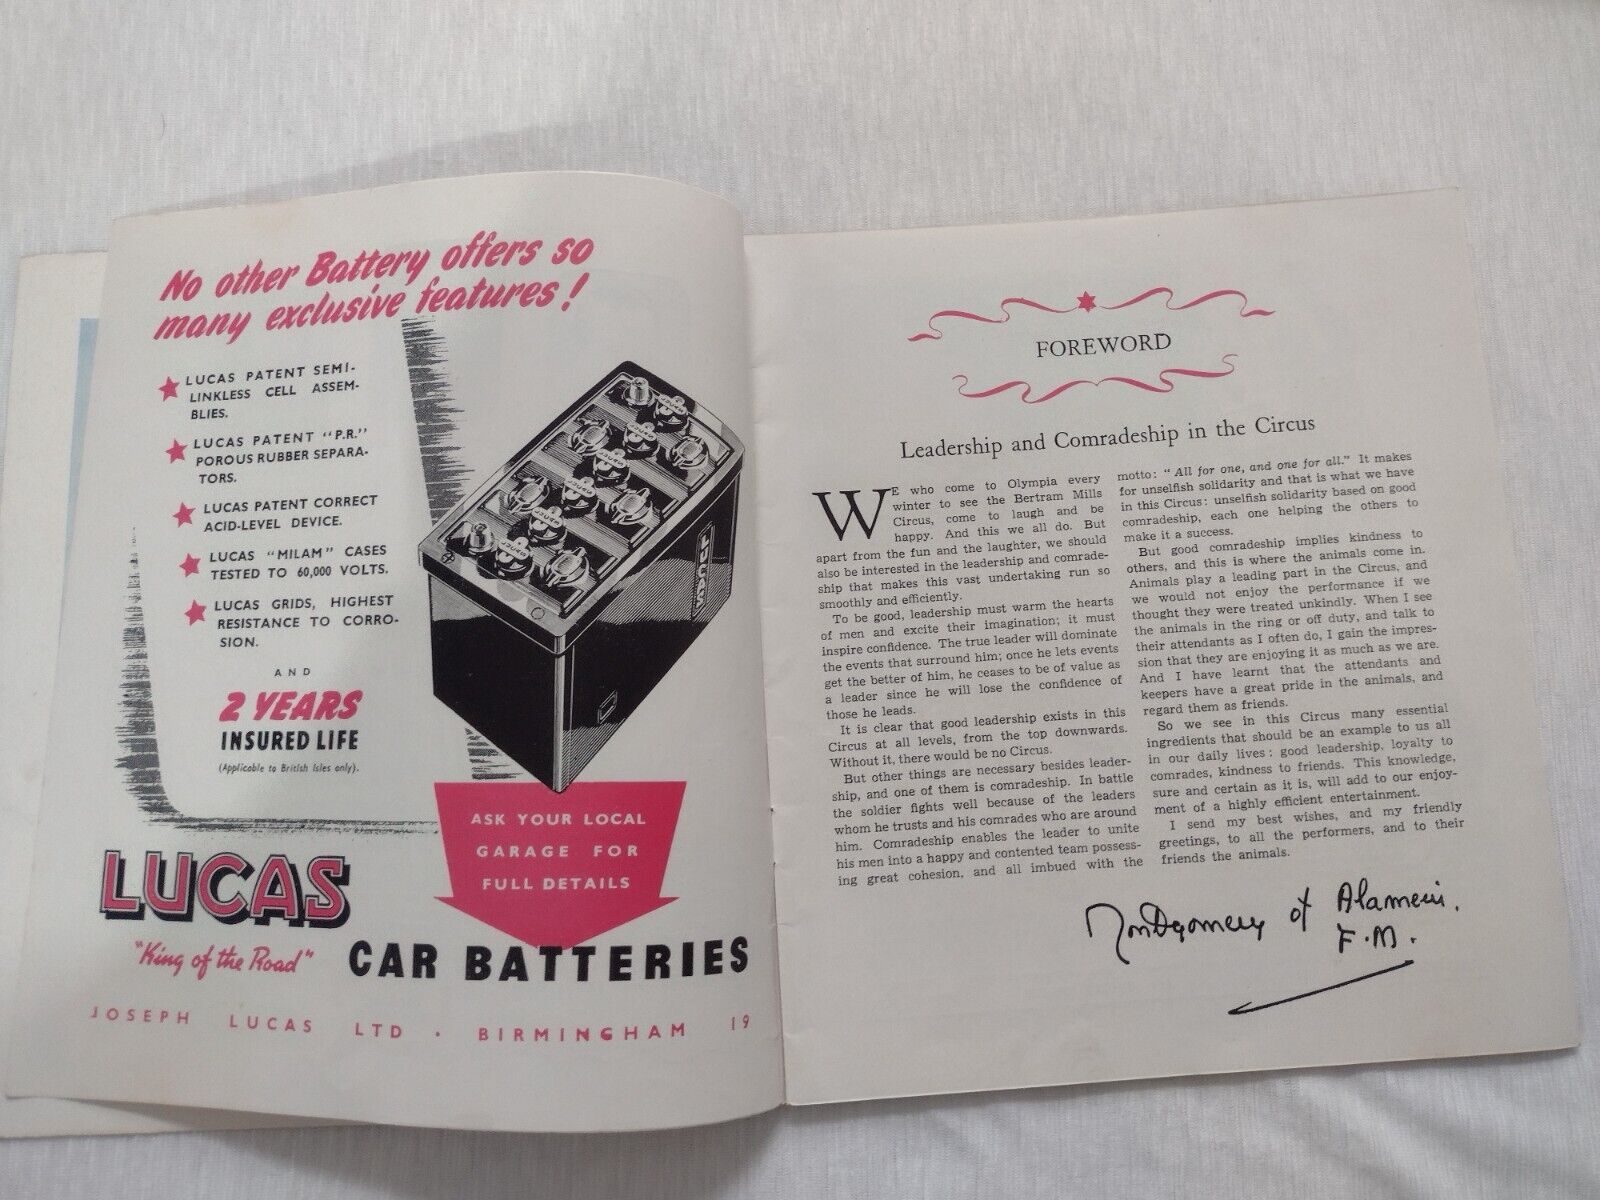 No other Battery offers so
many exclusive features!
LUCAS PATENT SEMI-
LINKLESS CELL ASSEM-
BLIES.
LUCAS PATENT "P.R."
POROUS RUBBER SEPARA-
TORS.
LUCAS PATENT CORRECT
ACID-LEVEL DEVICE.
LUCAS "MILAM" CASES
TESTED TO 60,000 VOLTS.
LUCAS GRIDS, HIGHEST
RESISTANCE TO CORRO-
SION.
AND
2 YEARS
INSURED LIFE
(Applicable to British Isles only).
LUCAS
ASK YOUR LOCAL
GARAGE FOR
FULL DETAILS
LUCAS
"King of the Road"
CAR BATTERIES
JOSEPH LUCAS LTD · BIRMINGHAM 19
FOREWORD
Leadership and Comradeship in the Circus
WE who come to Olympia every
winter to see the Bertram Mills
Circus, come to laugh and be
happy. And this we all do. But
apart from the fun and the laughter, we should
also be interested in the leadership and comrade-
ship that makes this vast undertaking run so
smoothly and efficiently.
To be good, leadership must warm the hearts
of men and excite their imagination; it must
inspire confidence. The true leader will dominate
the events that surround him; once he lets events
get the better of him, he ceases to be of value as
a leader since he will lose the confidence of
those he leads.
It is clear that good leadership exists in this
Circus at all levels, from the top downwards.
Without it, there would be no Circus.
But other things are necessary besides leader-
ship, and one of them is comradeship. In battle
the soldier fights well because of the leaders
whom he trusts and his comrades who are around
him. Comradeship enables the leader to unite
his men into a happy and contented team possess-
ing great cohesion, and all imbued with the
motto: "All for one, and one for all." It makes
for unselfish solidarity and that is what we have
in this Circus: unselfish solidarity based on good
comradeship, each one helping the others to
make it a success.
But good comradeship implies kindness to
others, and this is where the animals come in.
Animals play a leading part in the Circus, and
we would not enjoy the performance if we
thought they were treated unkindly. When I see
the animals in the ring or off duty, and talk to
their attendants as I often do, I gain the impres-
sion that they are enjoying it as much as we are.
And I have learnt that the attendants and
keepers have a great pride in the animals, and
regard them as friends.
So we see in this Circus many essential
ingredients that should be an example to us all
in our daily lives: good leadership, loyalty to
comrades, kindness to friends. This knowledge,
sure and certain as it is, will add to our enjoy-
ment of a highly efficient entertainment.
I send my best wishes, and my friendly
greetings, to all the performers, and to their
friends the animals.
Montgomery of Alamein.
F.M.